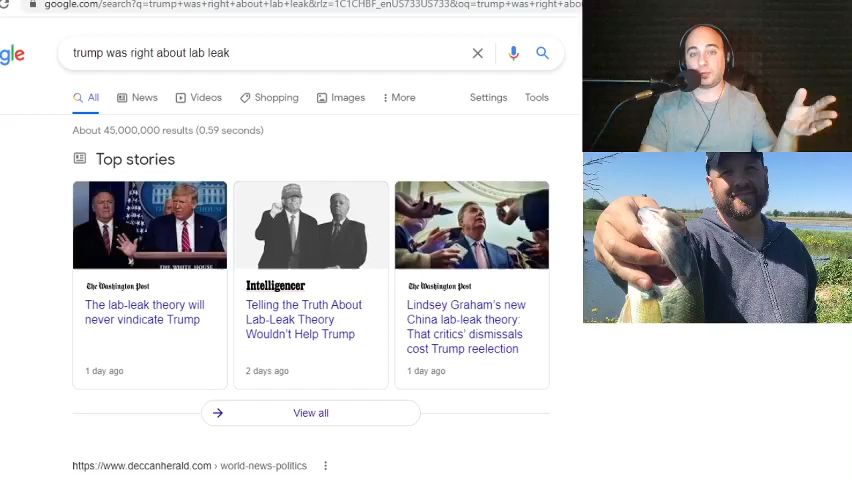 google.com/search?q=trump+was+right+about+lab+leak&rlz=1C1CHBF_enUS733US733&oq=trump+was+right+abou
gle
trump was right about lab leak
All
News
Videos
Shopping
Images
More
Settings
Tools
About 45,000,000 results (0.59 seconds)
Top stories
THE WHITE HOUSE
The Washington Post
The lab-leak theory will
never vindicate Trump
1 day ago
Intelligencer
Telling the Truth About
Lab-Leak Theory
Wouldn't Help Trump
2 days ago
The Washington Post
Lindsey Graham's new
China lab-leak theory:
That critics' dismissals
cost Trump reelection
1 day ago
View all
https://www.deccanherald.com › world-news-politics